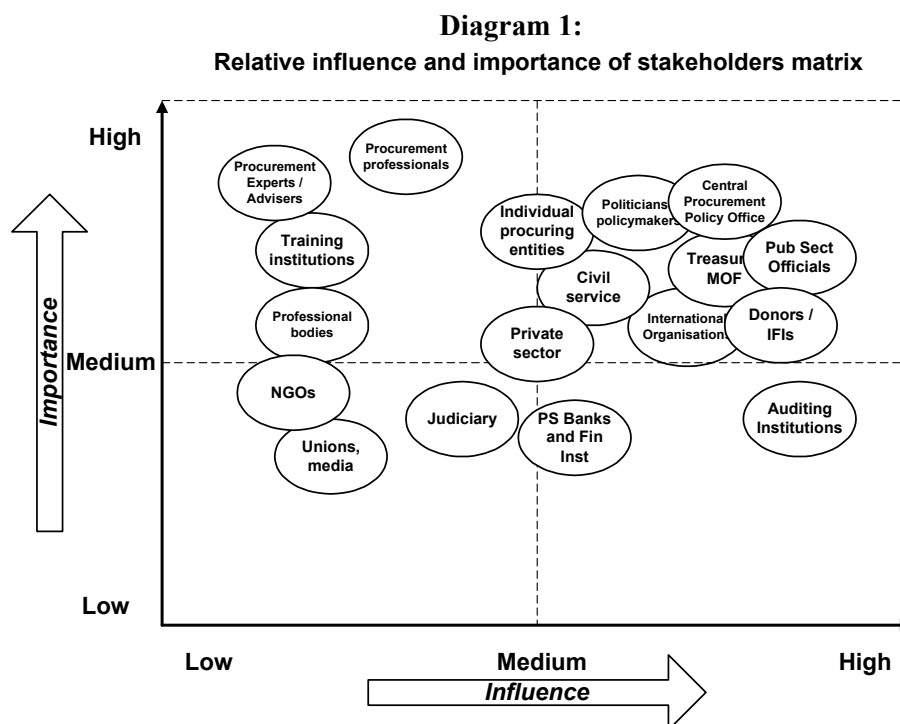 Diagram 1:
Relative influence and importance of stakeholders matrix
High
Procurement
professionals
Procurement
Experts /
Advisers
Central
Procurement
Policy Office
Politicians
policymakers
Individual
procuring
entities
Training
institutions
Pub Sect
Officials
Treasury
MOF
Civil
service
Professional
bodies
International
Organisations
Donors /
IFIs
Private
sector
Importance
Medium
NGOs
Judiciary
PS Banks
and Fin
Inst
Auditing
Institutions
Unions,
media
Low
Low
Medium
High
Influence